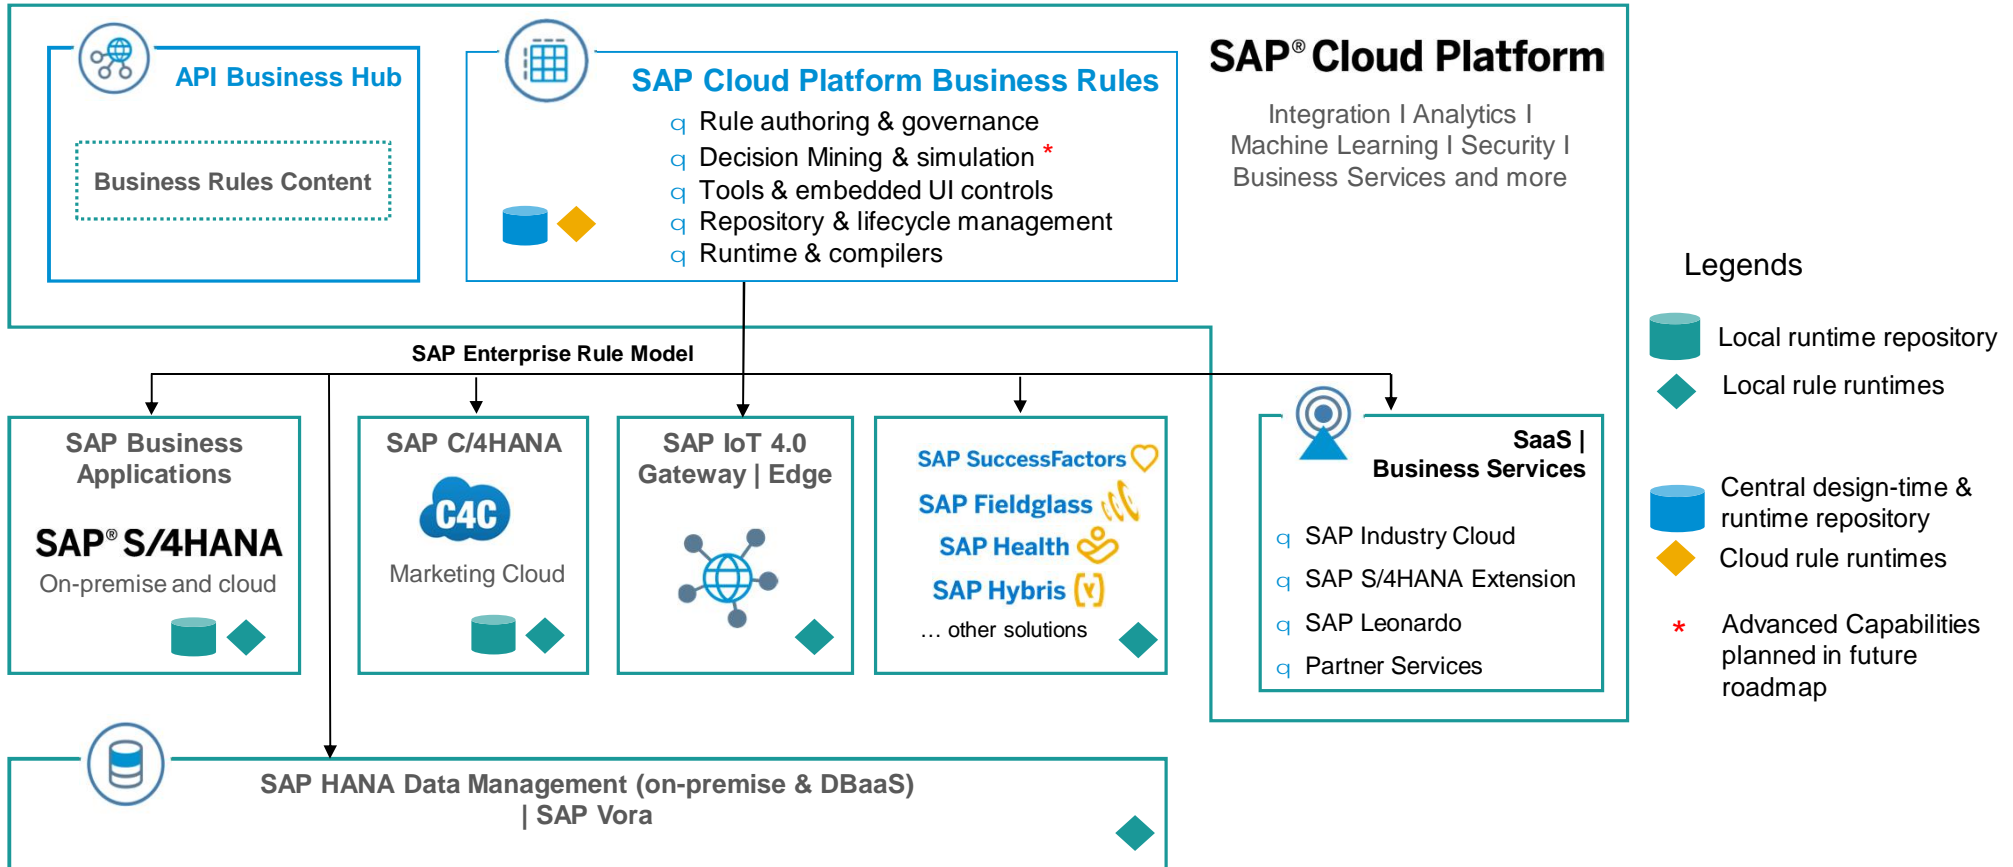 API Business Hub
Business Rules Content
SAP Cloud Platform Business Rules
q Rule authoring & governance
q Decision Mining & simulation *
q Tools & embedded UI controls
q Repository & lifecycle management
q Runtime & compilers
SAP® Cloud Platform
Integration I Analytics I
Machine Learning I Security I
Business Services and more
SAP Enterprise Rule Model
SAP Business
Applications
SAP® S/4HANA
On-premise and cloud
SAP C/4HANA
C4C
Marketing Cloud
SAP IoT 4.0
Gateway | Edge
SAP SuccessFactors
SAP Fieldglass
SAP Health
SAP Hybris
... other solutions
SaaS |
Business Services
q SAP Industry Cloud
q SAP S/4HANA Extension
q SAP Leonardo
q Partner Services
SAP HANA Data Management (on-premise & DBaaS)
| SAP Vora
Legends
Local runtime repository
Local rule runtimes
Central design-time &
runtime repository
Cloud rule runtimes
* Advanced Capabilities
planned in future
roadmap